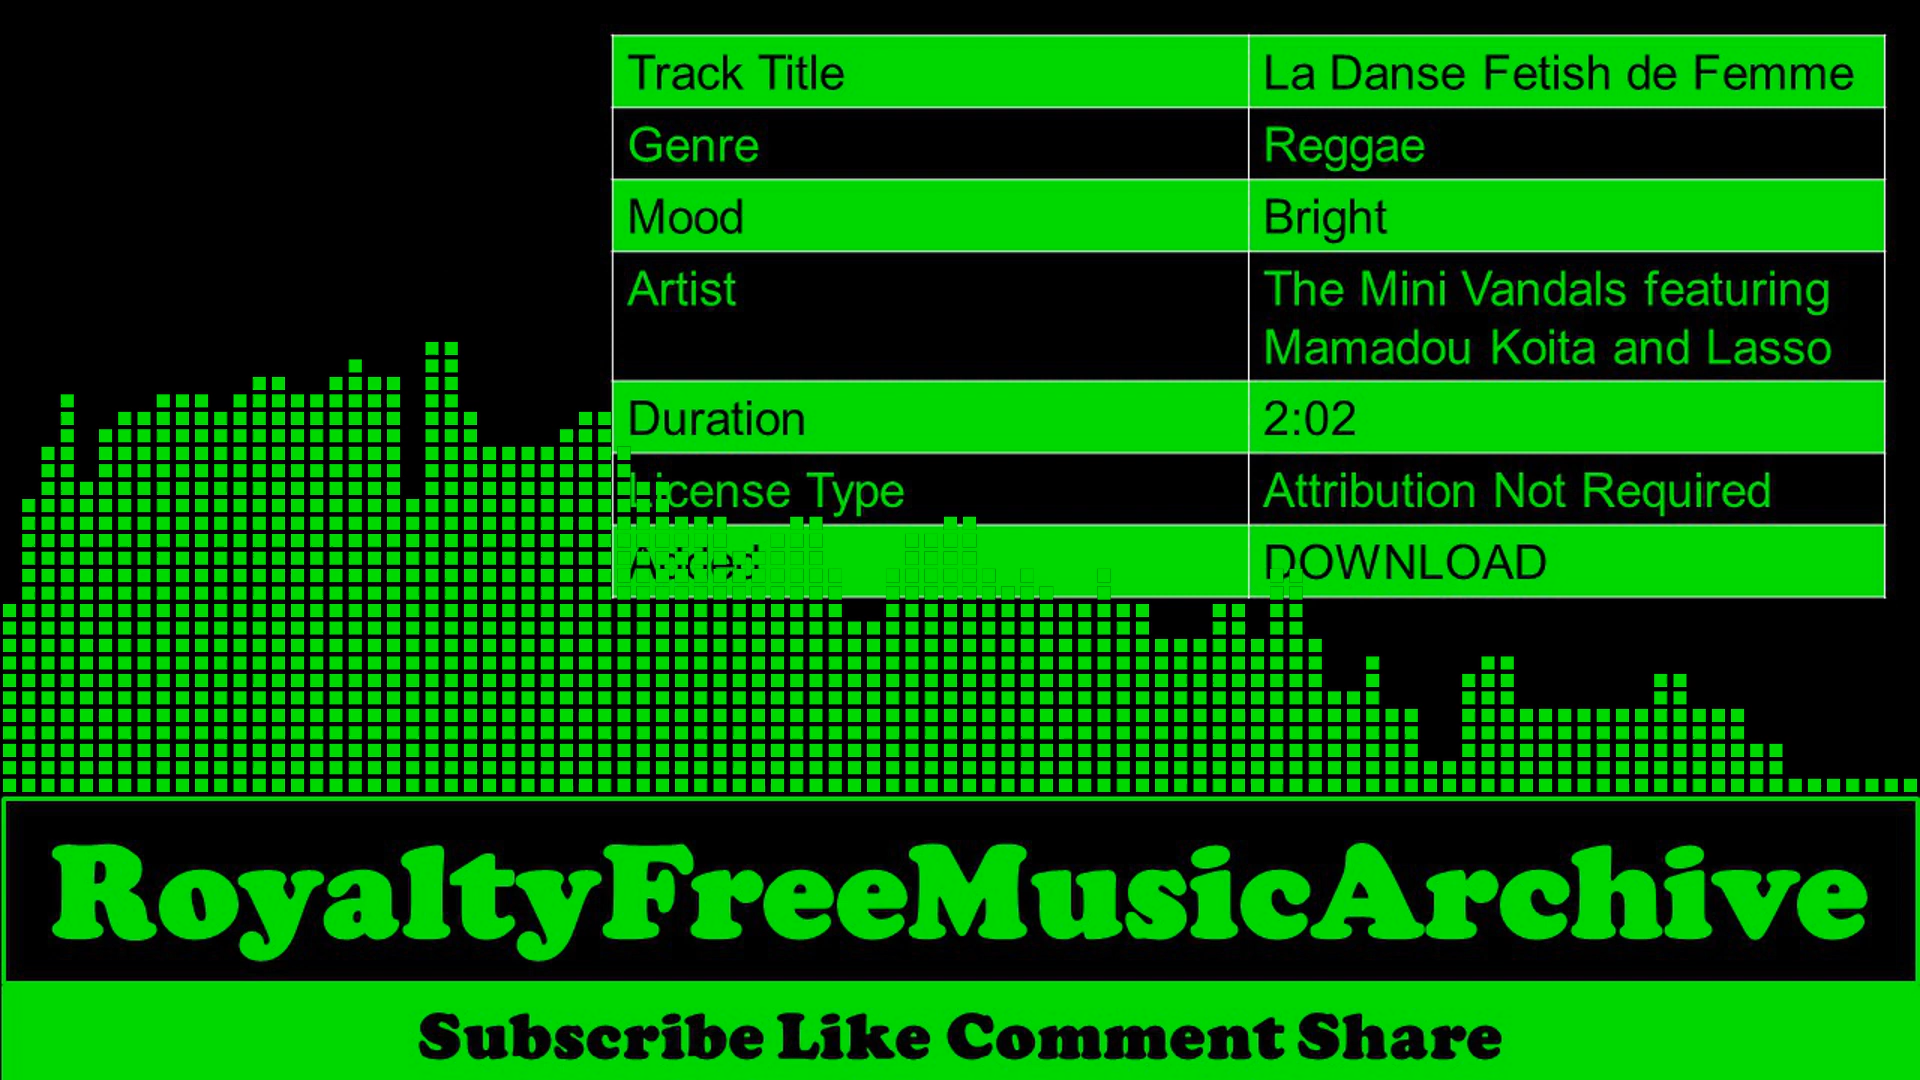 Track Title La Danse Fetish de Femme
Genre Reggae
Mood Bright
Artist The Mini Vandals featuring
Mamadou Koita and Lasso
Duration 2:02
License Type Attribution Not Required
DOWNLOAD
RoyaltyFreeMusicArchive
Subscribe Like Comment Share